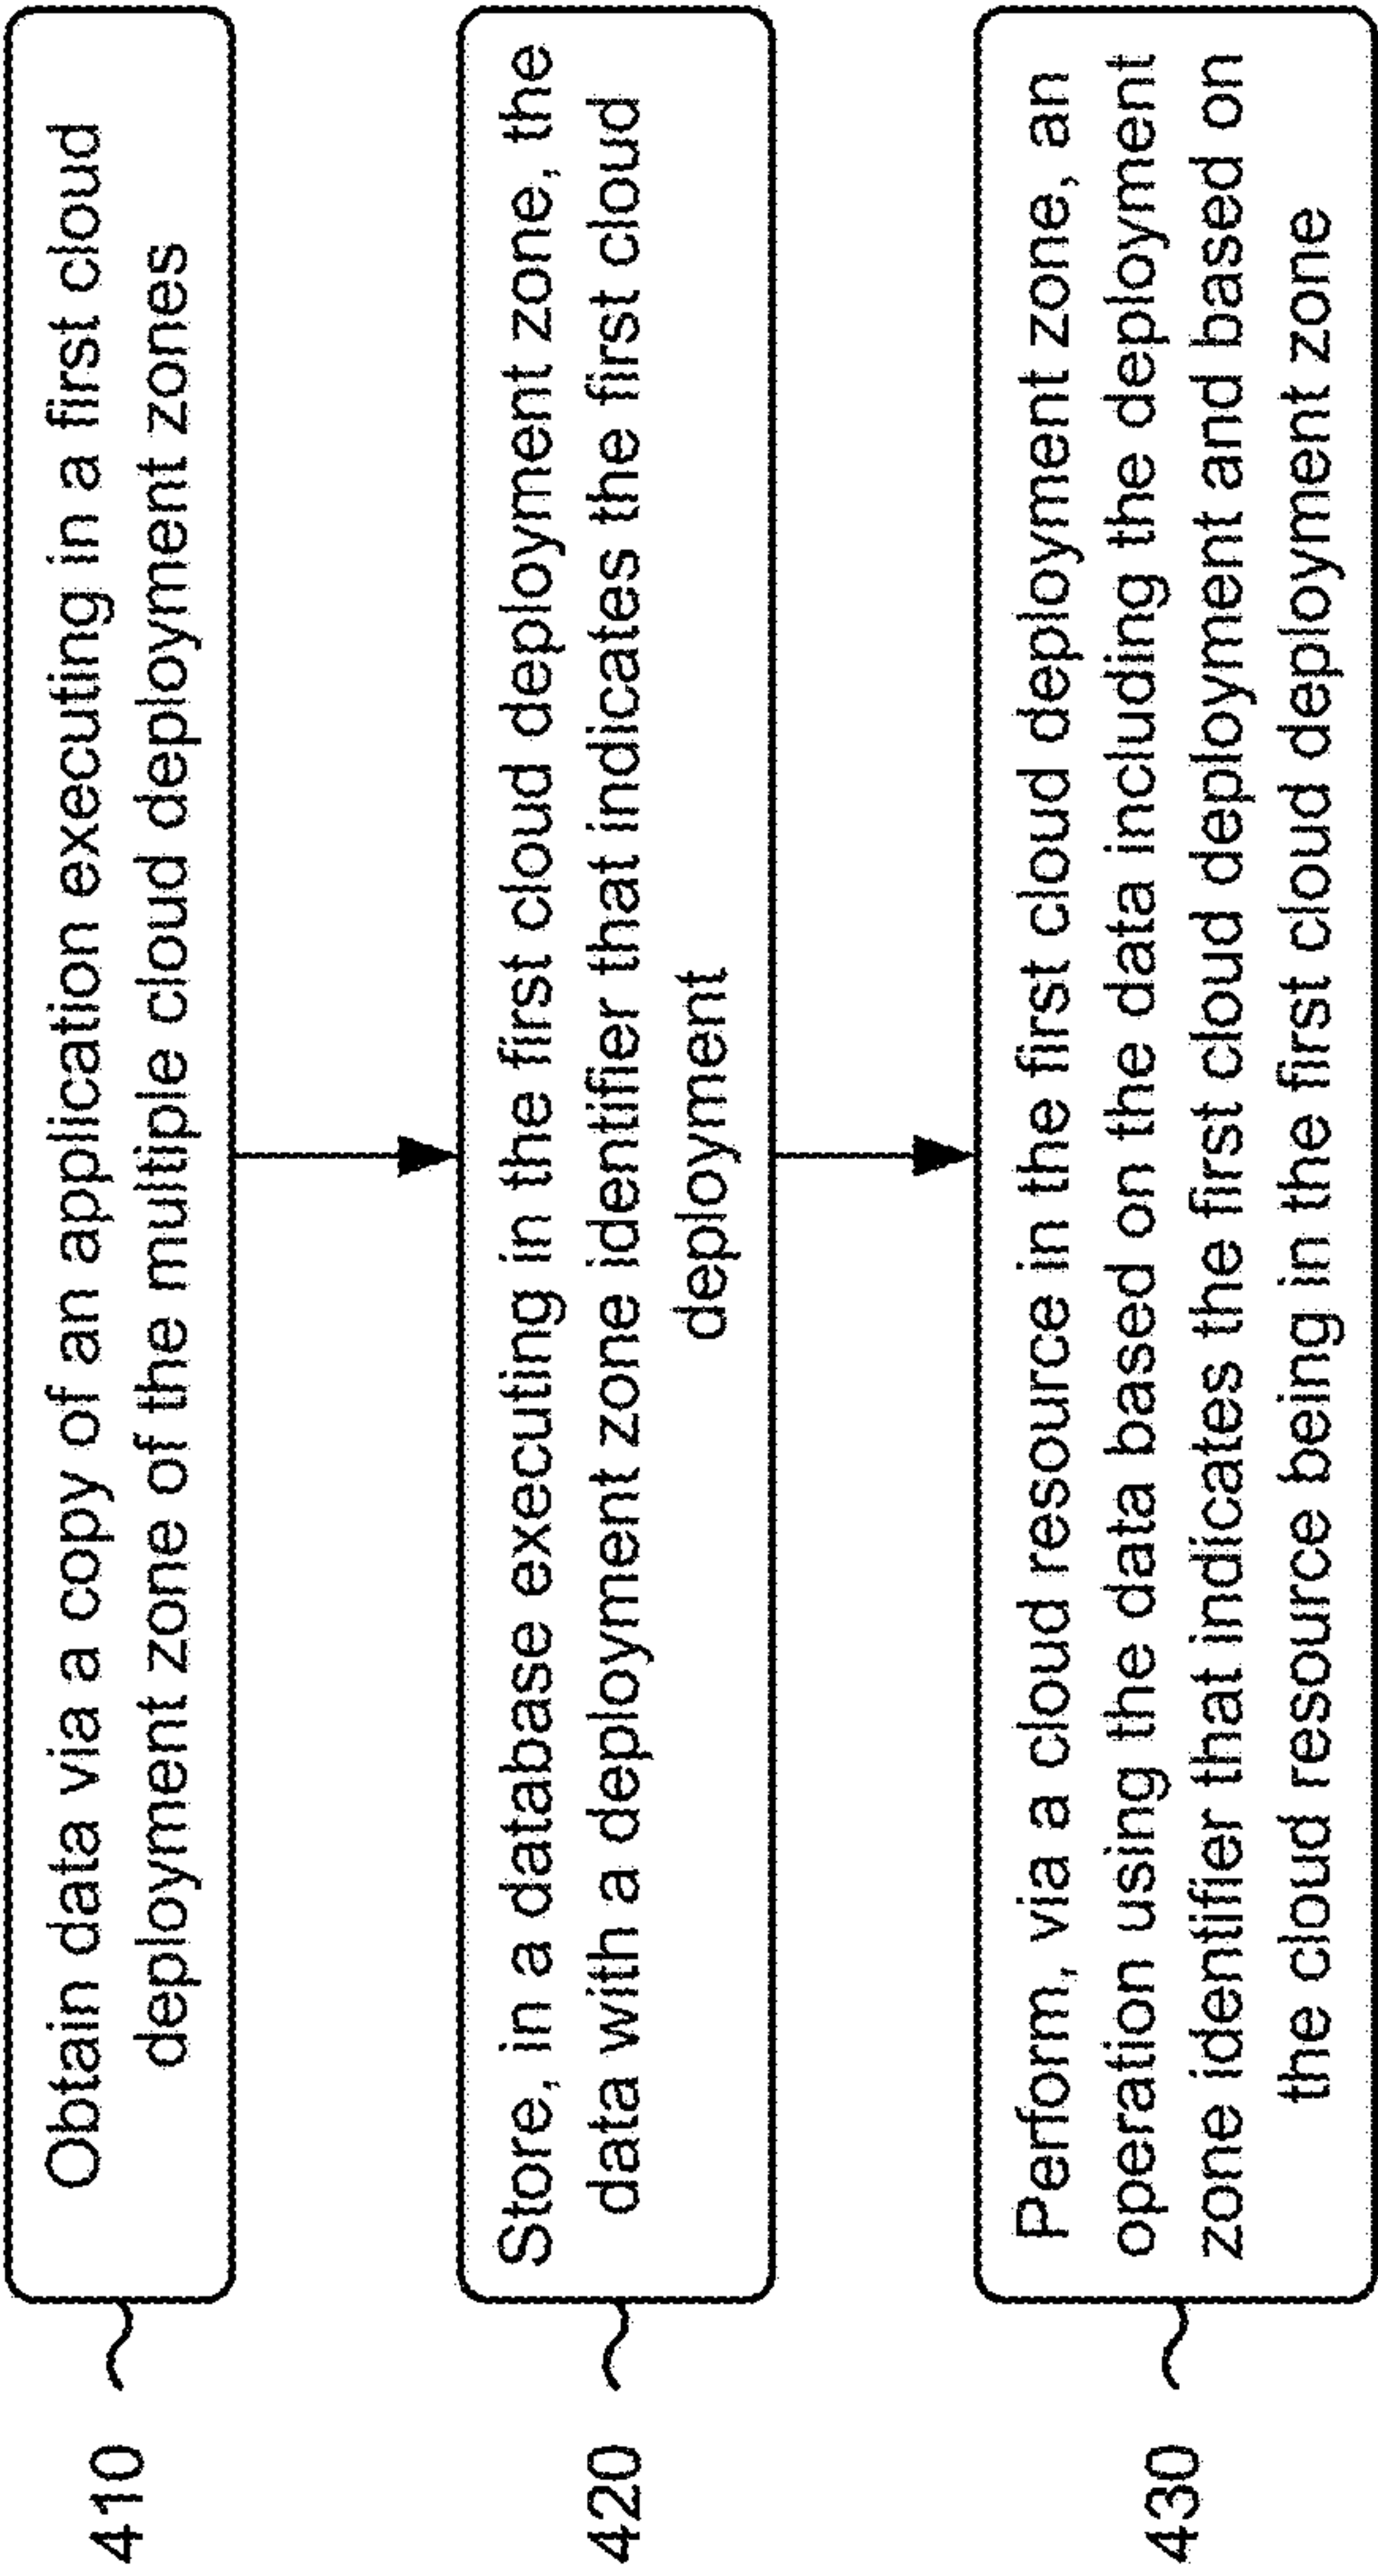 410
Obtain data via a copy of an application executing in a first cloud
deployment zone of the multiple cloud deployment zones
420
Store, in a database executing in the first cloud deployment zone, the
data with a deployment zone identifier that indicates the first cloud
deployment
430
Perform, via a cloud resource in the first cloud deployment zone, an
operation using the data based on the data including the deployment
zone identifier that indicates the first cloud deployment and based on
the cloud resource being in the first cloud deployment zone